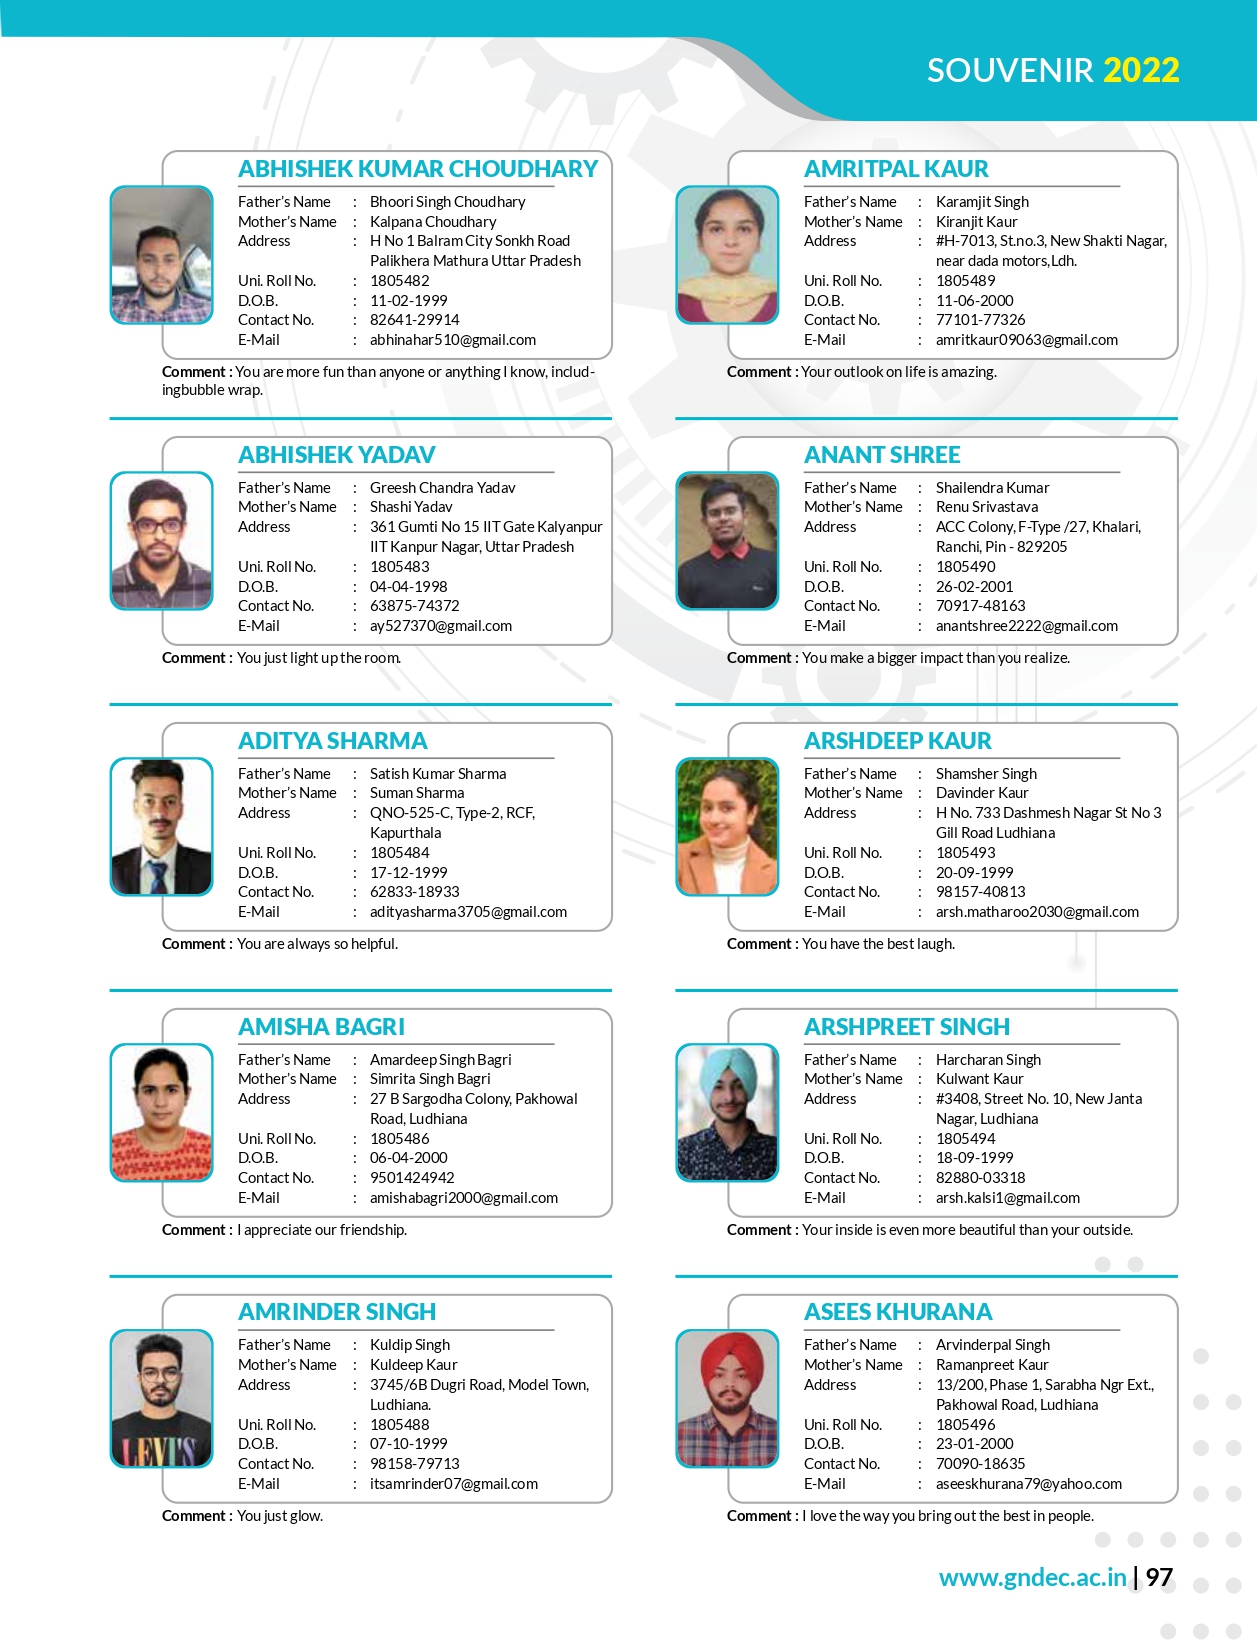 SOUVENIR 2022
ABHISHEK KUMAR CHOUDHARY
Father's Name : Bhoori Singh Choudhary
Mother's Name : Kalpana Choudhary
Address : H No 1 Balram City Sonkh Road
Palikhera Mathura Uttar Pradesh
Uni. Roll No. : 1805482
D.O.B. : 11-02-1999
Contact No. : 82641-29914
E-Mail : abhinahar510@gmail.com
Comment : You are more fun than anyone or anything I know, includ-
ingbubble wrap.
ABHISHEK YADAV
Father's Name : Greesh Chandra Yadav
Mother's Name : Shashi Yadav
Address : 361 Gumti No 15 IIT Gate Kalyanpur
IIT Kanpur Nagar, Uttar Pradesh
Uni. Roll No. : 1805483
D.O.B. : 04-04-1998
Contact No. : 63875-74372
E-Mail : ay527370@gmail.com
Comment : You just light up the room.
ADITYA SHARMA
Father's Name : Satish Kumar Sharma
Mother's Name : Suman Sharma
Address : QNO-525-C, Type-2, RCF,
Kapurthala
Uni. Roll No. : 1805484
D.O.B. : 17-12-1999
Contact No. : 62833-18933
E-Mail : adityasharma3705@gmail.com
Comment : You are always so helpful.
AMISHA BAGRI
Father's Name : Amardeep Singh Bagri
Mother's Name : Simrita Singh Bagri
Address : 27 B Sargodha Colony, Pakhowal
Road, Ludhiana
Uni. Roll No. : 1805486
D.O.B. : 06-04-2000
Contact No. : 9501424942
E-Mail : amishabagri2000@gmail.com
Comment : I appreciate our friendship.
AMRINDER SINGH
Father's Name : Kuldip Singh
Mother's Name : Kuldeep Kaur
Address : 3745/6B Dugri Road, Model Town,
Ludhiana.
Uni. Roll No. : 1805488
D.O.B. : 07-10-1999
Contact No. : 98158-79713
E-Mail : itsamrinder07@gmail.com
LEVI'S
Comment : You just glow.
AMRITPAL KAUR
Father's Name : Karamjit Singh
Mother's Name : Kiranjit Kaur
Address : #H-7013, St.no.3, New Shakti Nagar,
near dada motors,Ldh.
Uni. Roll No. : 1805489
D.O.B. : 11-06-2000
Contact No. : 77101-77326
E-Mail : amritkaur09063@gmail.com
Comment : Your outlook on life is amazing.
ANANT SHREE
Father's Name : Shailendra Kumar
Mother's Name : Renu Srivastava
Address : ACC Colony, F-Type /27, Khalari,
Ranchi, Pin - 829205
Uni. Roll No. : 1805490
D.O.B. : 26-02-2001
Contact No. : 70917-48163
E-Mail : anantshree2222@gmail.com
Comment : You make a bigger impact than you realize.
ARSHDEEP KAUR
Father's Name : Shamsher Singh
Mother's Name : Davinder Kaur
Address : H No. 733 Dashmesh Nagar St No 3
Gill Road Ludhiana
Uni. Roll No. : 1805493
D.O.B. : 20-09-1999
Contact No. : 98157-40813
E-Mail : arsh.matharoo2030@gmail.com
Comment : You have the best laugh.
ARSHPREET SINGH
Father's Name : Harcharan Singh
Mother's Name : Kulwant Kaur
Address : #3408, Street No. 10, New Janta
Nagar, Ludhiana
Uni. Roll No. : 1805494
D.O.B. : 18-09-1999
Contact No. : 82880-03318
E-Mail : arsh.kalsi1@gmail.com
Comment : Your inside is even more beautiful than your outside.
ASEES KHURANA
Father's Name : Arvinderpal Singh
Mother's Name : Ramanpreet Kaur
Address : 13/200, Phase 1, Sarabha Ngr Ext.,
Pakhowal Road, Ludhiana
Uni. Roll No. : 1805496
D.O.B. : 23-01-2000
Contact No. : 70090-18635
E-Mail : aseeskhurana79@yahoo.com
Comment : I love the way you bring out the best in people.
www.gndec.ac.in | 97